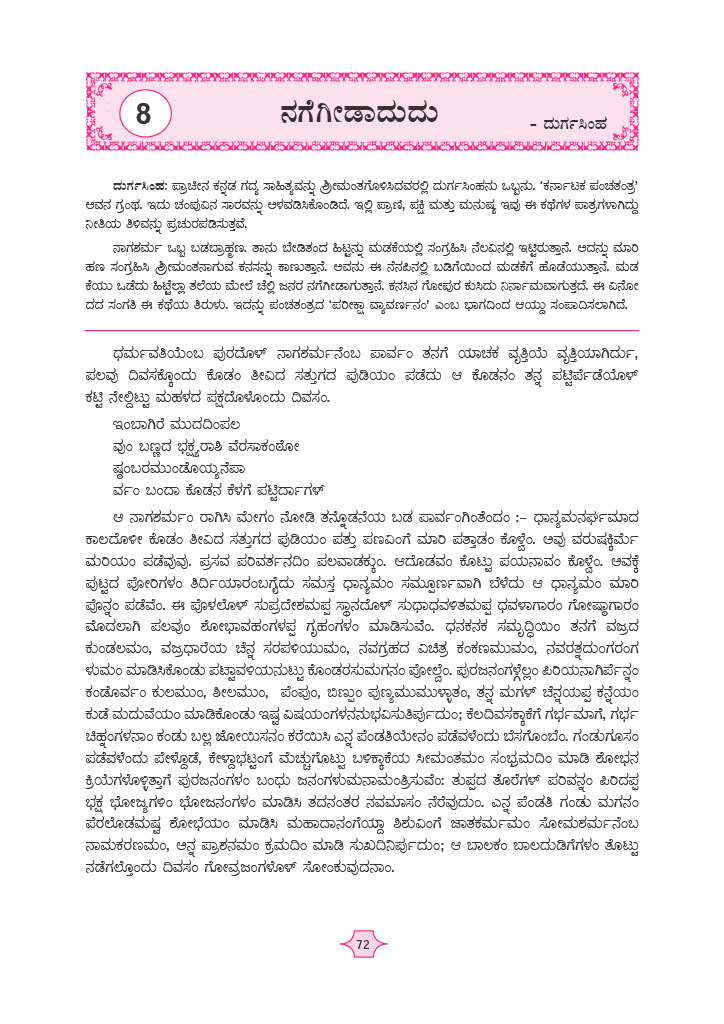 8
ನಗೆಗೀಡಾದುದು
- ದುರ್ಗಸಿಂಹ
ದುರ್ಗಸಿಂಹ: ಪ್ರಾಚೀನ ಕನ್ನಡ ಗದ್ಯ ಸಾಹಿತ್ಯವನ್ನು ಶ್ರೀಮಂತಗೊಳಿಸಿದವರಲ್ಲಿ ದುರ್ಗಸಿಂಹನು ಒಬ್ಬನು. ‘ಕರ್ನಾಟಕ ಪಂಚತಂತ್ರ’
ಅವನ ಗ್ರಂಥ. ಇದು ಚಂಪುವಿನ ಸಾರವನ್ನು ಅಳವಡಿಸಿಕೊಂಡಿದೆ. ಇಲ್ಲಿ ಪ್ರಾಣಿ, ಪಕ್ಷಿ ಮತ್ತು ಮನುಷ್ಯ ಇವು ಈ ಕಥೆಗಳ ಪಾತ್ರಗಳಾಗಿದ್ದು
ನೀತಿಯ ತಿಳಿವನ್ನು ಪ್ರಚುರಪಡಿಸುತ್ತವೆ.
ನಾಗಶರ್ಮ ಒಬ್ಬ ಬಡಬ್ರಾಹ್ಮಣ. ತಾನು ಬೇಡಿತಂದ ಹಿಟ್ಟನ್ನು ಮಡಕೆಯಲ್ಲಿ ಸಂಗ್ರಹಿಸಿ ನೆಲವಿನಲ್ಲಿ ಇಟ್ಟಿರುತ್ತಾನೆ. ಅದನ್ನು ಮಾರಿ
ಹಣ ಸಂಗ್ರಹಿಸಿ ಶ್ರೀಮಂತನಾಗುವ ಕನಸನ್ನು ಕಾಣುತ್ತಾನೆ. ಅವನು ಈ ನೆನಪಿನಲ್ಲಿ ಬಡಿಗೆಯಿಂದ ಮಡಕೆಗೆ ಹೊಡೆಯುತ್ತಾನೆ. ಮಡ
ಕೆಯು ಒಡೆದು ಹಿಟ್ಟೆಲ್ಲಾ ತಲೆಯ ಮೇಲೆ ಚೆಲ್ಲಿ ಜನರ ನಗೆಗೀಡಾಗುತ್ತಾನೆ. ಕನಸಿನ ಗೋಪುರ ಕುಸಿದು ನಿರ್ನಾಮವಾಗುತ್ತದೆ. ಈ ವಿನೋ
ದದ ಸಂಗತಿ ಈ ಕಥೆಯ ತಿರುಳು. ಇದನ್ನು ಪಂಚತಂತ್ರದ ‘ಪರೀಕ್ಷಾ ವ್ಯಾವರ್ಣನಂ’ ಎಂಬ ಭಾಗದಿಂದ ಆಯ್ದು ಸಂಪಾದಿಸಲಾಗಿದೆ.
ಧರ್ಮವತಿಯೆಂಬ ಪುರದೊಳ್ ನಾಗಶರ್ಮನೆಂಬ ಪಾರ್ವಂ ತನಗೆ ಯಾಚಕ ವೃತ್ತಿಯೆ ವೃತ್ತಿಯಾಗಿರ್ದು,
ಪಲವು ದಿವಸಕ್ಕೊಂದು ಕೊಡಂ ತೀವಿದ ಸತ್ತುಗದ ಪುಡಿಯಂ ಪಡೆದು ಆ ಕೊಡನಂ ತನ್ನ ಪಟ್ಟಿರ್ಪೆಡೆಯೊಳ್
ಕಟ್ಟಿ ನೇಲ್ದಿಟ್ಟು ಮಹಳದ ಪಕ್ಷದೊಳೊಂದು ದಿವಸಂ.
ಇಂಬಾಗಿರೆ ಮುದದಿಂಪಲ
ವುಂ ಬಣ್ಣದ ಭಕ್ಷ್ಯರಾಶಿ ವೆರಸಾಕಂಠೋ
ಷ್ಠಂಬರಮುಂಡೊಯ್ಯನೆಪಾ
ರ್ವಂ ಬಂದಾ ಕೊಡನ ಕೆಳಗೆ ಪಟ್ಟಿರ್ದಾಗಳ್
ಆ ನಾಗಶರ್ಮಂ ರಾಗಿಸಿ ಮೇಗಂ ನೋಡಿ ತನ್ನೊಡನೆಯ ಬಡ ಪಾರ್ವಂಗಿಂತೆಂದಂ :– ಧಾನ್ಯಮನರ್ಘಮಾದ
ಕಾಲದೊಳೀ ಕೊಡಂ ತೀವಿದ ಸತ್ತುಗದ ಪುಡಿಯಂ ಪತ್ತು ಪಣವಿಂಗೆ ಮಾರಿ ಪತ್ತಾಡಂ ಕೊಳ್ವೆಂ. ಆವು ವರುಷಕ್ಕಿರ್ಮೆ
ಮರಿಯಂ ಪಡೆವುವು. ಪ್ರಸವ ಪರಿವರ್ತನದಿಂ ಪಲವಾಡಕ್ಕುಂ. ಆದೊಡವಂ ಕೊಟ್ಟು ಪಯನಾವಂ ಕೊಳ್ವೆಂ. ಅವಕ್ಕೆ
ಪುಟ್ಟದ ಪೋರಿಗಳಂ ತಿರ್ದಿಯಾರಂಬಗೈದು ಸಮಸ್ತ ಧಾನ್ಯಮಂ ಸಮ್ಪೂರ್ಣವಾಗಿ ಬೆಳೆದು ಆ ಧಾನ್ಯಮಂ ಮಾರಿ
ಪೊನ್ನಂ ಪಡೆವೆಂ. ಈ ಪೊಳಲೊಳ್ ಸುಪ್ರದೇಶಮಪ್ಪ ಸ್ಥಾನದೊಳ್ ಸುಧಾಧವಳಿತಮಪ್ಪ ಧವಳಾಗಾರಂ ಗೋಷ್ಠಾಗಾರಂ
ಮೊದಲಾಗಿ ಪಲವುಂ ಶೋಭಾವಹಂಗಳಪ್ಪ ಗೃಹಂಗಳಂ ಮಾಡಿಸುವೆಂ. ಧನಕನಕ ಸಮೃದ್ಧಿಯಿಂ ತನಗೆ ವಜ್ರದ
ಕುಂಡಲಮಂ, ವಜ್ರಧಾರೆಯ ಚೆನ್ನ ಸರಪಳಿಯುಮಂ, ನವಗ್ರಹದ ವಿಚಿತ್ರ ಕಂಕಣಮುಮಂ, ನವರತ್ನದುಂಗರಂಗ
ಳುಮಂ ಮಾಡಿಸಿಕೊಂಡು ಪಟ್ಟಾವಳಿಯನುಟ್ಟು ಕೊಂಡರಸುಮಗನಂ ಪೋಲ್ವೆಂ. ಪುರಜನಂಗಳ್ಗೆಲ್ಲಂ ಪಿರಿಯನಾಗಿರ್ಪೆನ್ನಂ
ಕಂಡೊರ್ವಂ ಕುಲಮುಂ, ಶೀಲಮುಂ, ಪೆಂಪುಂ, ಬಿಣ್ಪುಂ ಪುಣ್ಯಮುಮುಳ್ಳಾತಂ, ತನ್ನ ಮಗಳ್ ಚೆನ್ನಯಪ್ಪ ಕನ್ನೆಯಂ
ಕುಡೆ ಮದುವೆಯಂ ಮಾಡಿಕೊಂಡು ಇಷ್ಟ ವಿಷಯಂಗಳನನುಭವಿಸುತಿರ್ಪುದುಂ; ಕೆಲದಿವಸಕ್ಕಾಕೆಗೆ ಗರ್ಭಮಾಗೆ, ಗರ್ಭ
ಚಿಹ್ನಂಗಳನಾಂ ಕಂಡು ಬಲ್ಲ ಜೋಯಿಸನಂ ಕರೆಯಿಸಿ ಎನ್ನ ಪೆಂಡತಿಯೇನಂ ಪಡೆವಳೆಂದು ಬೆಸಗೊಂಬೆಂ. ಗಂಡುಗೂಸಂ
ಪಡೆವಳೆಂದು ಪೇಳ್ದೊಡೆ, ಕೇಳ್ದಾಭಟ್ಟಂಗೆ ಮೆಚ್ಚುಗೊಟ್ಟು ಬಳಿಕ್ಕಾಕೆಯ ಸೀಮಂತಮಂ ಸಂಭ್ರಮದಿಂ ಮಾಡಿ ಶೋಭನ
ಕ್ರಿಯೆಗಳೊಳ್ಳಿತ್ತಾಗೆ ಪುರಜನಂಗಳಂ ಬಂಧು ಜನಂಗಳುಮನಾಮಂತ್ರಿಸುವೆಂ: ತುಪ್ಪದ ತೊರೆಗಳ್ ಪರಿವನ್ನಂ ಪಿರಿದಪ್ಪ
ಭಕ್ಷ ಭೋಜ್ಯಗಳಿಂ ಭೋಜನಂಗಳಂ ಮಾಡಿಸಿ ತದನಂತರ ನವಮಾಸಂ ನೆರೆವುದುಂ. ಎನ್ನ ಪೆಂಡತಿ ಗಂಡು ಮಗನಂ
ಪೆರಲೊಡಮಷ್ಟ ಶೋಭೆಯಂ ಮಾಡಿಸಿ ಮಹಾದಾನಂಗೆಯ್ದಾ ಶಿಶುವಿಂಗೆ ಜಾತಕರ್ಮಮಂ ಸೋಮಶರ್ಮನೆಂಬ
ನಾಮಕರಣಮಂ, ಅನ್ನ ಪ್ರಾಶನಮಂ ಕ್ರಮದಿಂ ಮಾಡಿ ಸುಖದಿನಿರ್ಪುದುಂ; ಆ ಬಾಲಕಂ ಬಾಲದುಡಿಗೆಗಳಂ ತೊಟ್ಟು
ನಡೆಗಲ್ತೊಂದು ದಿವಸಂ ಗೋವ್ರಜಂಗಳೊಳ್ ಸೋಂಕುವುದನಾಂ.
72